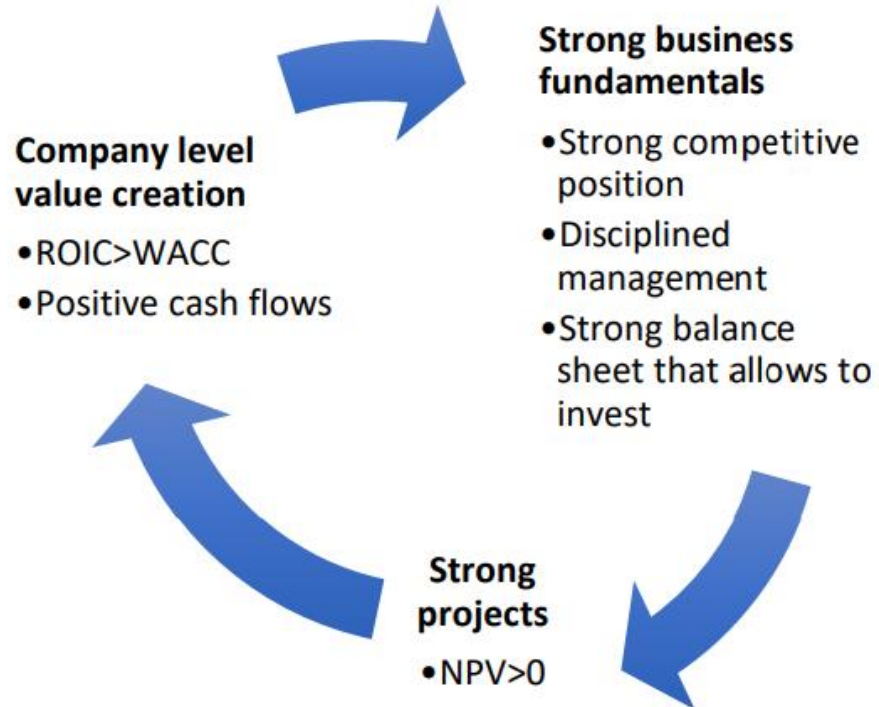 Strong business
fundamentals
•Strong competitive
position
•Disciplined
management
•Strong balance
sheet that allows to
invest
Strong
projects
•NPV>0
Company level
value creation
•ROIC>WACC
•Positive cash flows